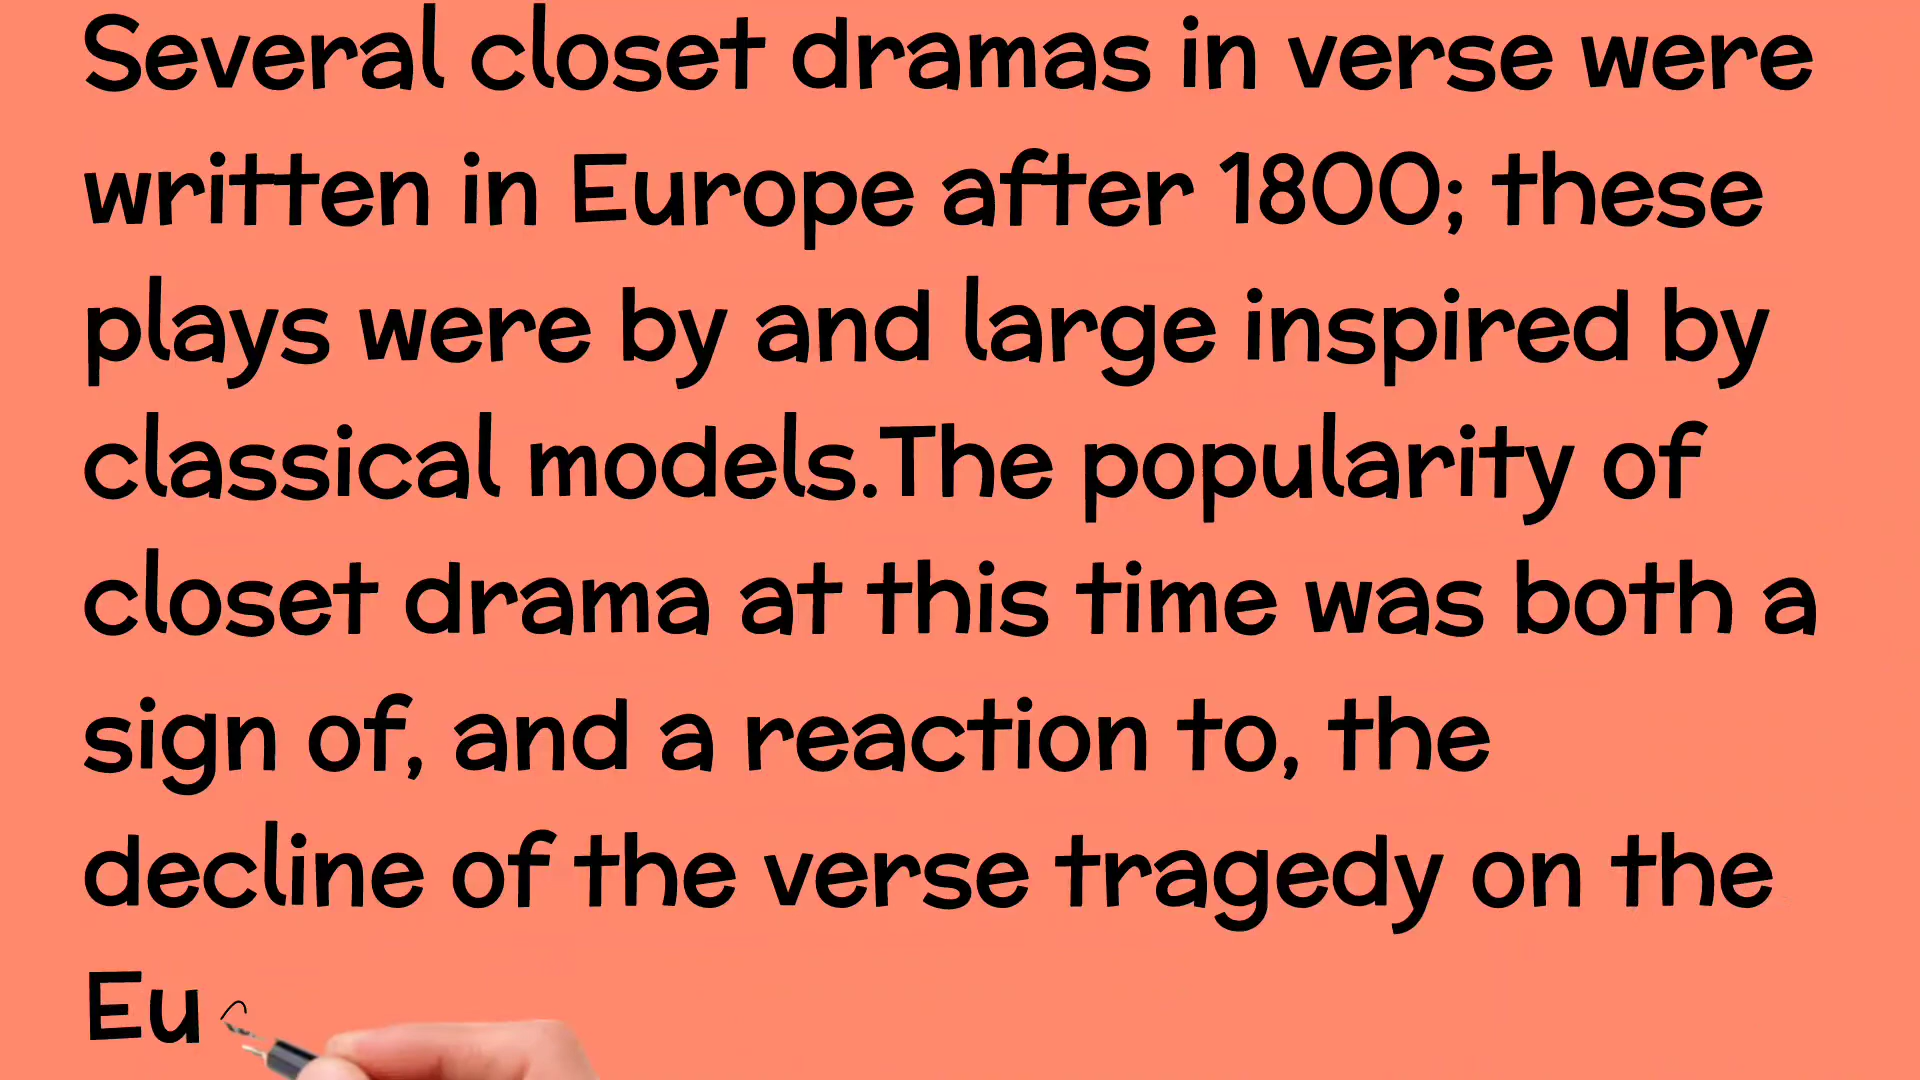 Several closet dramas in verse were
written in Europe after 1800; these
plays were by and large inspired by
classical models.The popularity of
closet drama at this time was both a
sign of, and a reaction to, the
decline of the verse tragedy on the
Eu